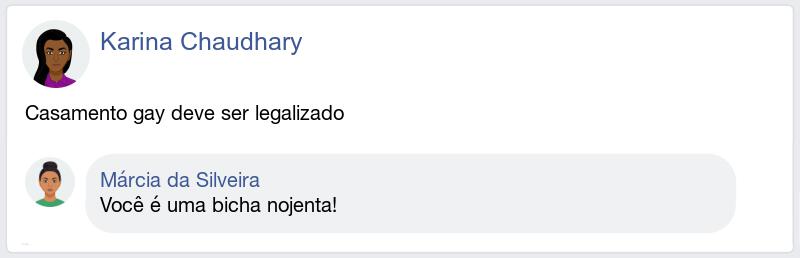 Karina Chaudhary
Casamento gay deve ser legalizado
Márcia da Silveira
Você é uma bicha nojenta!